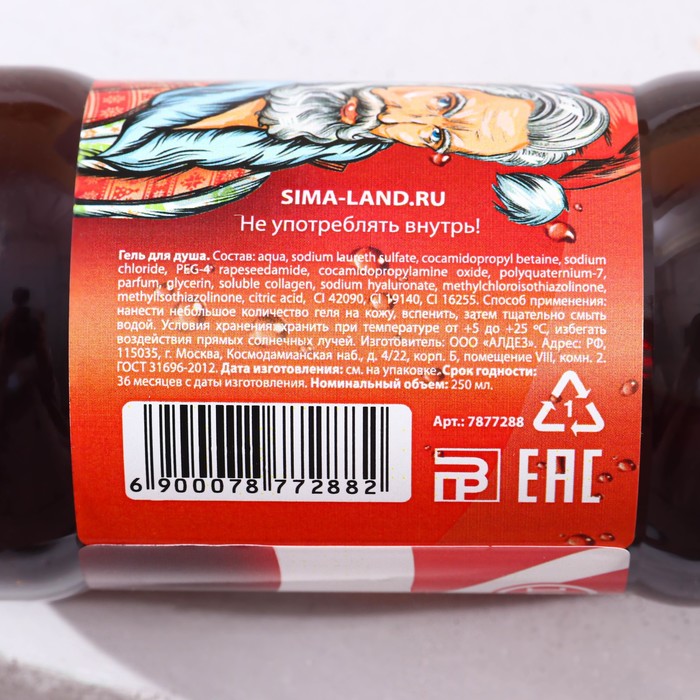 SIMA-LAND.RU
Не употреблять внутрь!
Гель для душа. Состав: aqua, sodium laureth sulfate, cocamidopropyl betaine, sodium
chloride, PEG-4 rapeseedamide, cocamidopropylamine oxide, polyquaternium-7,
parfum, glycerin, soluble collagen, sodium hyaluronate, methylchloroisothiazolinone,
methylisothiazolinone, citric acid, CI 42090, CI 19140, CI 16255. Способ применения:
нанести небольшое количество геля на кожу, вспенить, затем тщательно смыть
водой. Условия хранения: хранить при температуре от +5 до +25 ºС, избегать
воздействия прямых солнечных лучей. Изготовитель: ООО «АЛДЕЗ». Адрес: РФ,
115035, г. Москва, Космодамианская наб., д. 4/22, корп. Б, помещение VIII, комн. 2.
ГОСТ 31696-2012. Дата изготовления: см. на упаковке. Срок годности:
36 месяцев с даты изготовления. Номинальный объем: 250 мл.
Арт.: 7877288
1
6 900078 772882
EAC